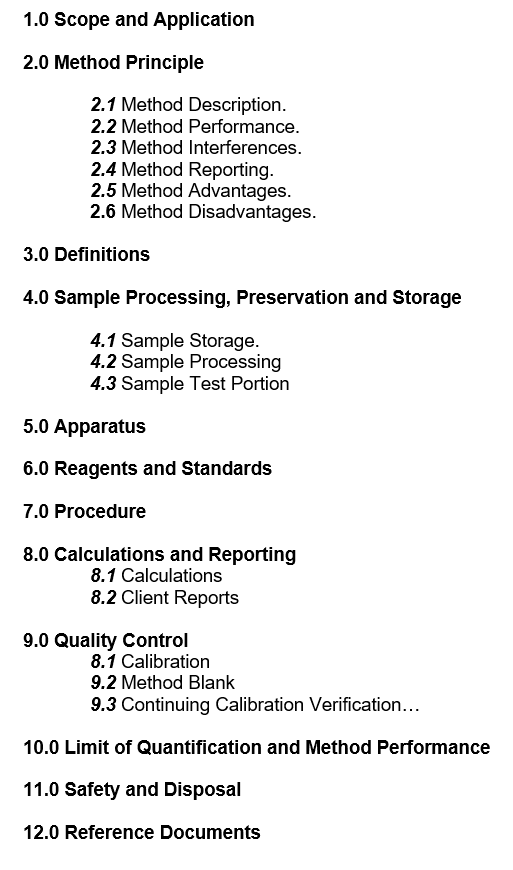 1.0 Scope and Application
2.0 Method Principle
2.1 Method Description.
2.2 Method Performance.
2.3 Method Interferences.
2.4 Method Reporting.
2.5 Method Advantages.
2.6 Method Disadvantages.
3.0 Definitions
4.0 Sample Processing, Preservation and Storage
4.1 Sample Storage.
4.2 Sample Processing
4.3 Sample Test Portion
5.0 Apparatus
6.0 Reagents and Standards
7.0 Procedure
8.0 Calculations and Reporting
8.1 Calculations
8.2 Client Reports
9.0 Quality Control
8.1 Calibration
9.2 Method Blank
9.3 Continuing Calibration Verification…
10.0 Limit of Quantification and Method Performance
11.0 Safety and Disposal
12.0 Reference Documents